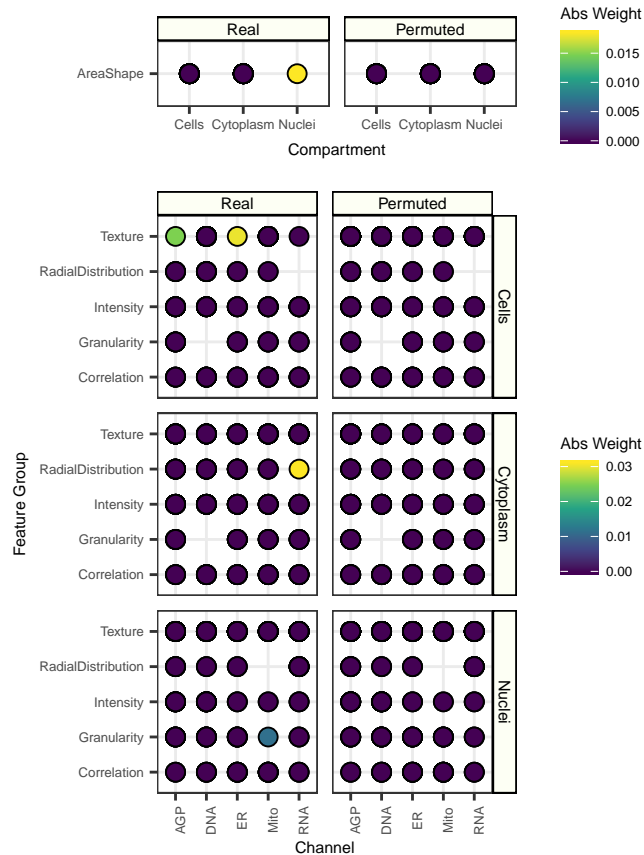 Abs Weight
Real Permuted
0.015
AreaShape
0.010
0.005
0.000
Cells Cytoplasm Nuclei Cells Cytoplasm Nuclei
Compartment
Real Permuted
Texture
RadialDistribution
Intensity
Granularity
Correlation
Cells
Texture
RadialDistribution
Intensity
Granularity
Correlation
Cytoplasm
Feature Group
Abs Weight
0.03
0.02
0.01
0.00
Texture
RadialDistribution
Intensity
Granularity
Correlation
Nuclei
AGP DNA ER Mito RNA AGP DNA ER Mito RNA
Channel